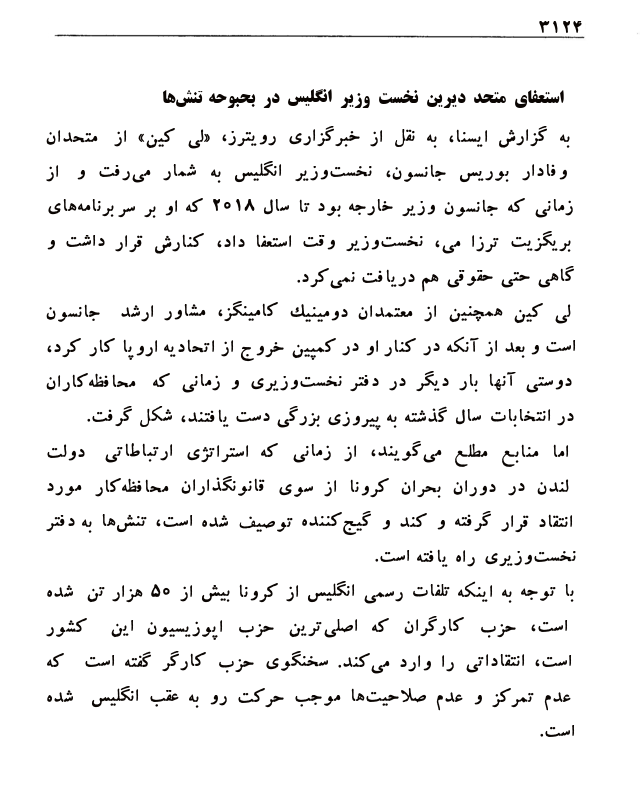 ۳۱۲۴
استعفای متحد دیرین نخست وزیر انگلیس در بحبوحه تنش‌ها
به گزارش ایسنا، به نقل از خبرگزاری رویترز، «لی کین» از متحدان
وفادار بوریس جانسون، نخست‌وزیر انگلیس به شمار می‌رفت و از
زمانی که جانسون وزیر خارجه بود تا سال ۲۰۱۸ که او بر سر برنامه‌های
بریگزیت ترزا می، نخست‌وزیر وقت استعفا داد، کنارش قرار داشت و
گاهی حتی حقوقی هم دریافت نمی‌کرد.
لی کین همچنین از معتمدان دومینیك کامینگز، مشاور ارشد جانسون
است و بعد از آنکه در کنار او در کمپین خروج از اتحادیه اروپا کار کرد،
دوستی آنها بار دیگر در دفتر نخست‌وزیری و زمانی که محافظه‌کاران
در انتخابات سال گذشته به پیروزی بزرگی دست یافتند، شکل گرفت.
اما منابع مطلع می‌گویند، از زمانی که استراتژی ارتباطاتی دولت
لندن در دوران بحران کرونا از سوی قانونگذاران محافظه‌کار مورد
انتقاد قرار گرفته و کند و گیج‌کننده توصیف شده است، تنش‌ها به دفتر
نخست‌وزیری راه یافته است.
با توجه به اینکه تلفات رسمی انگلیس از کرونا بیش از ۵۰ هزار تن شده
است، حزب کارگران که اصلی‌ترین حزب اپوزیسیون این کشور
است، انتقاداتی را وارد می‌کند. سخنگوی حزب کارگر گفته است که
عدم تمرکز و عدم صلاحیت‌ها موجب حرکت رو به عقب انگلیس شده
است.